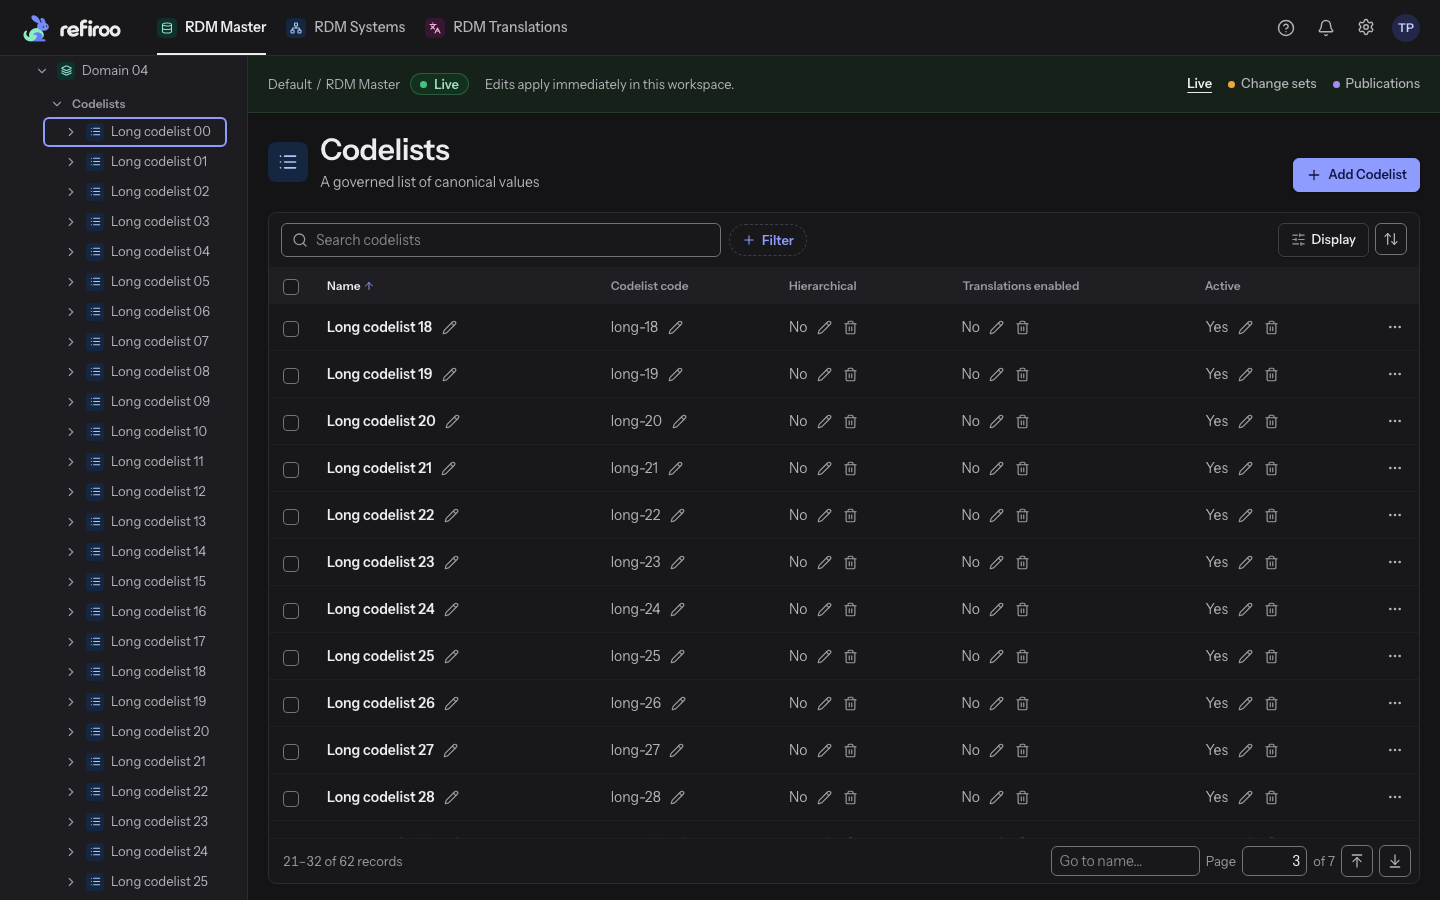 refiroo
RDM Master
RDM Systems
RDM Translations
TP
Domain 04
Codelists
Long codelist 00
Long codelist 01
Long codelist 02
Long codelist 03
Long codelist 04
Long codelist 05
Long codelist 06
Long codelist 07
Long codelist 08
Long codelist 09
Long codelist 10
Long codelist 11
Long codelist 12
Long codelist 13
Long codelist 14
Long codelist 15
Long codelist 16
Long codelist 17
Long codelist 18
Long codelist 19
Long codelist 20
Long codelist 21
Long codelist 22
Long codelist 23
Long codelist 24
Long codelist 25
Default / RDM Master Live Edits apply immediately in this workspace.
Live Change sets Publications
Codelists
A governed list of canonical values
Add Codelist
Search codelists
Filter
Display
Name Codelist code Hierarchical Translations enabled Active
Long codelist 18 long-18 No No Yes
Long codelist 19 long-19 No No Yes
Long codelist 20 long-20 No No Yes
Long codelist 21 long-21 No No Yes
Long codelist 22 long-22 No No Yes
Long codelist 23 long-23 No No Yes
Long codelist 24 long-24 No No Yes
Long codelist 25 long-25 No No Yes
Long codelist 26 long-26 No No Yes
Long codelist 27 long-27 No No Yes
Long codelist 28 long-28 No No Yes
21–32 of 62 records
Go to name...
Page 3 of 7